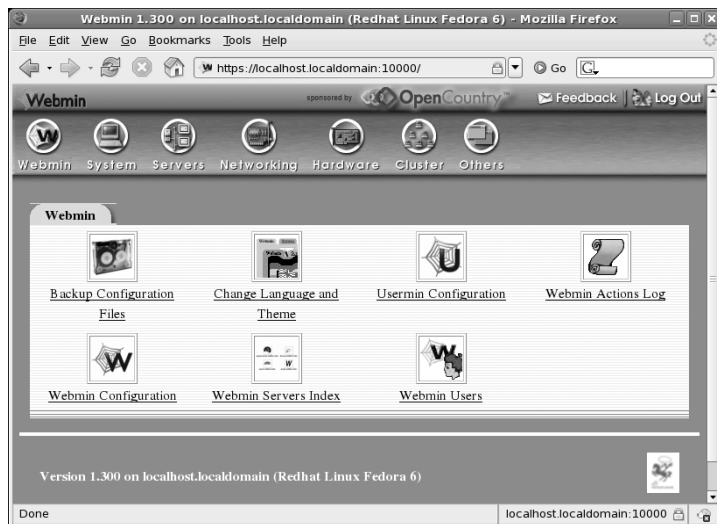 Webmin 1.300 on localhost.localdomain (Redhat Linux Fedora 6) - Mozilla Firefox
File Edit View Go Bookmarks Tools Help
https://localhost.localdomain:10000/ Go G
Webmin sponsored by OpenCountry™ Feedback | Log Out
Webmin System Servers Networking Hardware Cluster Others
Webmin
Backup Configuration Files
Change Language and Theme
Usermin Configuration
Webmin Actions Log
Webmin Configuration
Webmin Servers Index
Webmin Users
Version 1.300 on localhost.localdomain (Redhat Linux Fedora 6)
Done localhost.localdomain:10000